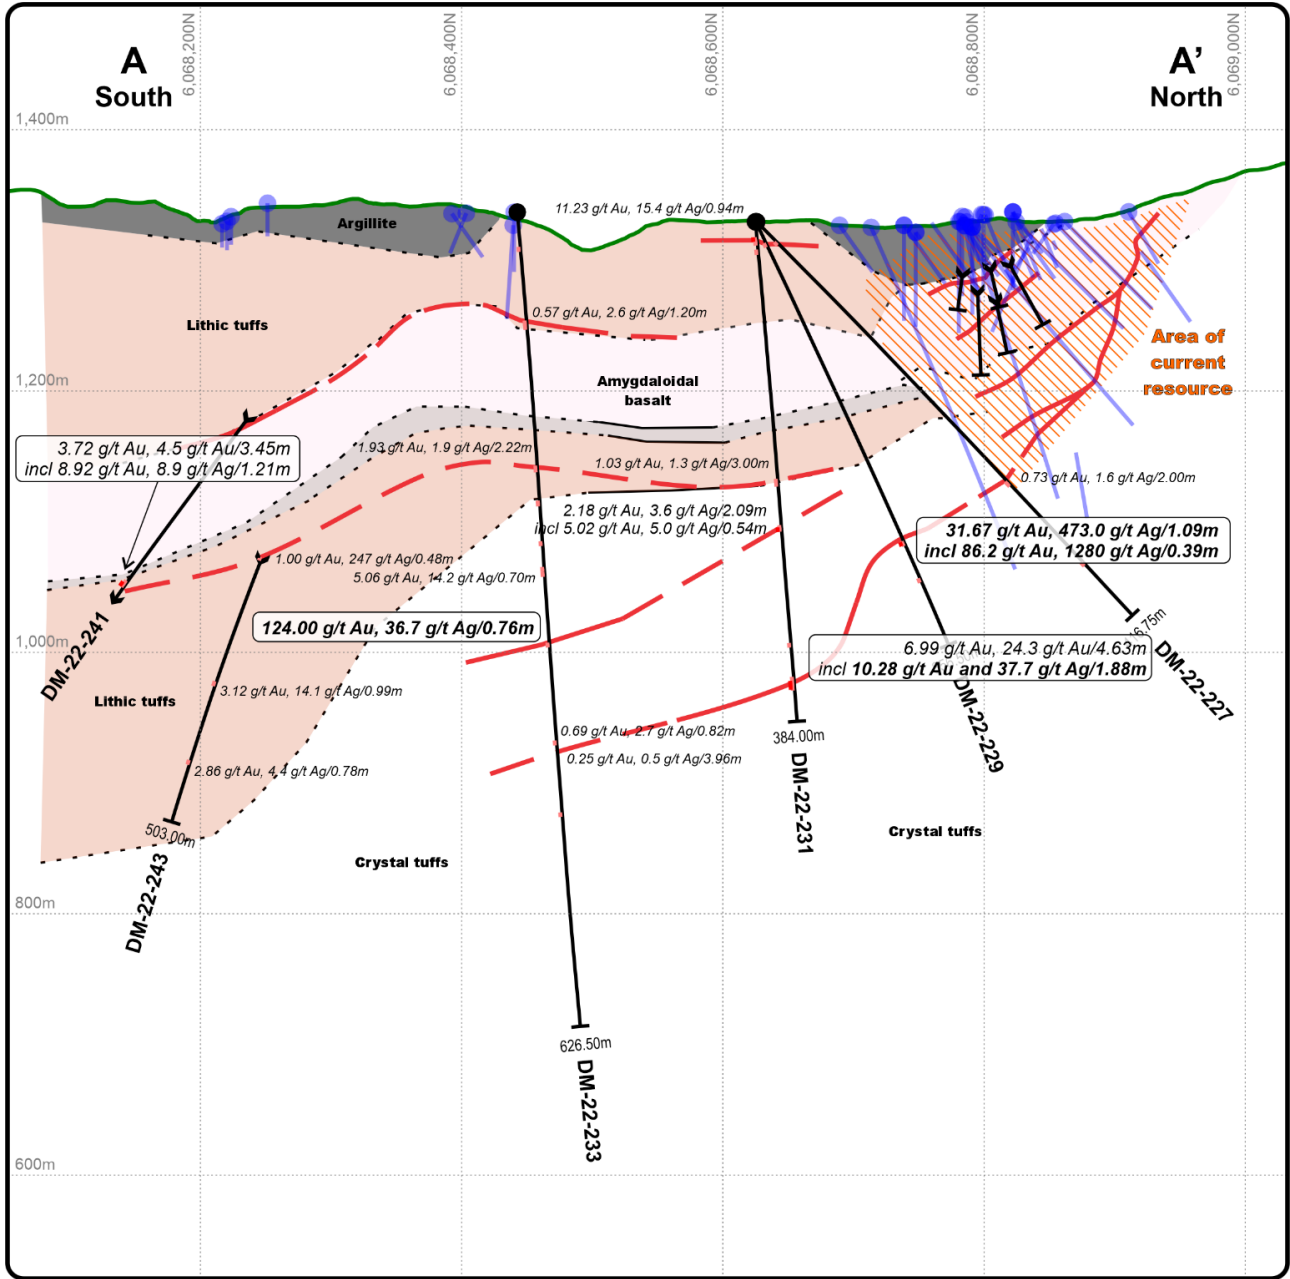 6,068,200N
6,068,400N
6,068,600N
6,068,800N
6,069,000N
A
South
A’
North
1,400m
11.23 g/t Au, 15.4 g/t Ag/0.94m
Argillite
Lithic tuffs
0.57 g/t Au, 2.6 g/t Ag/1.20m
Area of
current
resource
1,200m
Amygdaloidal
basalt
3.72 g/t Au, 4.5 g/t Au/3.45m
incl 8.92 g/t Au, 8.9 g/t Ag/1.21m
1.93 g/t Au, 1.9 g/t Ag/2.22m
1.03 g/t Au, 1.3 g/t Ag/3.00m
0.73 g/t Au, 1.6 g/t Ag/2.00m
2.18 g/t Au, 3.6 g/t Ag/2.09m
incl 5.02 g/t Au, 5.0 g/t Ag/0.54m
31.67 g/t Au, 473.0 g/t Ag/1.09m
incl 86.2 g/t Au, 1280 g/t Ag/0.39m
1.00 g/t Au, 247 g/t Ag/0.48m
5.06 g/t Au, 14.2 g/t Ag/0.70m
124.00 g/t Au, 36.7 g/t Ag/0.76m
1,000m
DM-22-241
6.99 g/t Au, 24.3 g/t Au/4.63m
incl 10.28 g/t Au and 37.7 g/t Ag/1.88m
DM-22-227
DM-22-229
3.12 g/t Au, 14.1 g/t Ag/0.99m
Lithic tuffs
0.69 g/t Au, 2.7 g/t Ag/0.82m
384.00m
0.25 g/t Au, 0.5 g/t Ag/3.96m
2.86 g/t Au, 4.4 g/t Ag/0.78m
DM-22-231
503.00m
Crystal tuffs
Crystal tuffs
DM-22-243
800m
626.50m
DM-22-233
600m